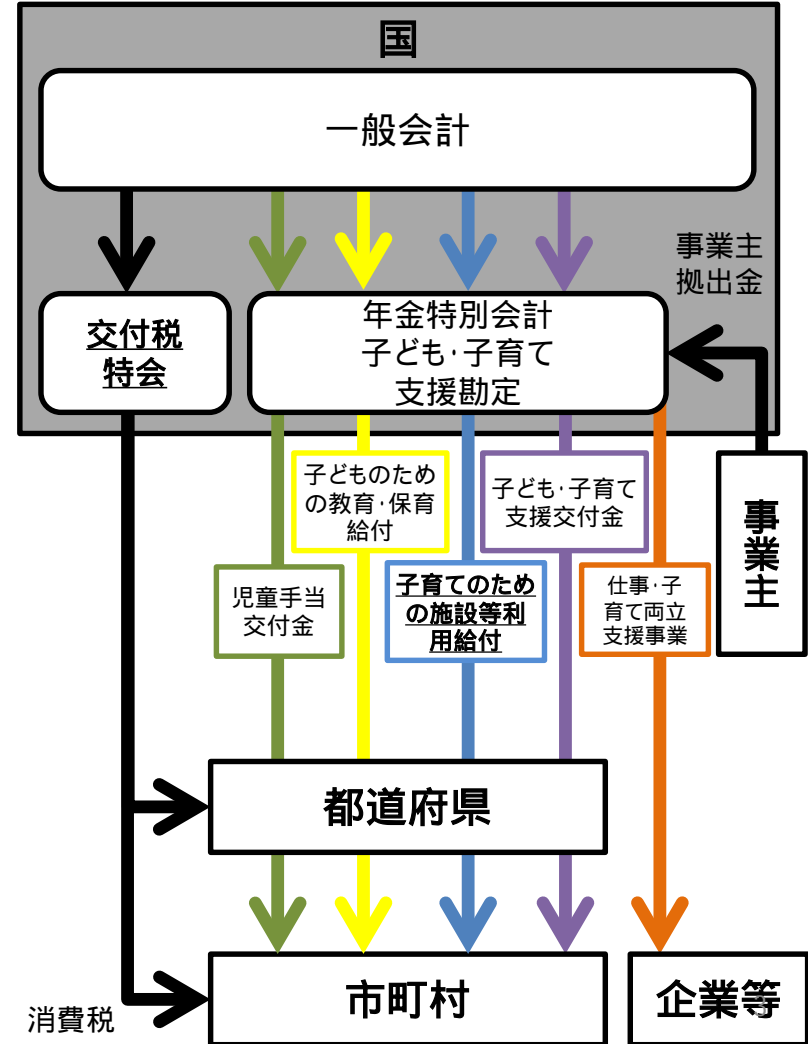 国
一般会計
事業主
拠出金
交付税
特会
年金特別会計
子ども･子育て
支援勘定
子どものため
の教育･保育
給付
子ども･子育て
支援交付金
事業主
児童手当
交付金
子育てのため
の施設等利
用給付
仕事･子
育て両立
支援事業
都道府県
市町村
企業等
3
消費税